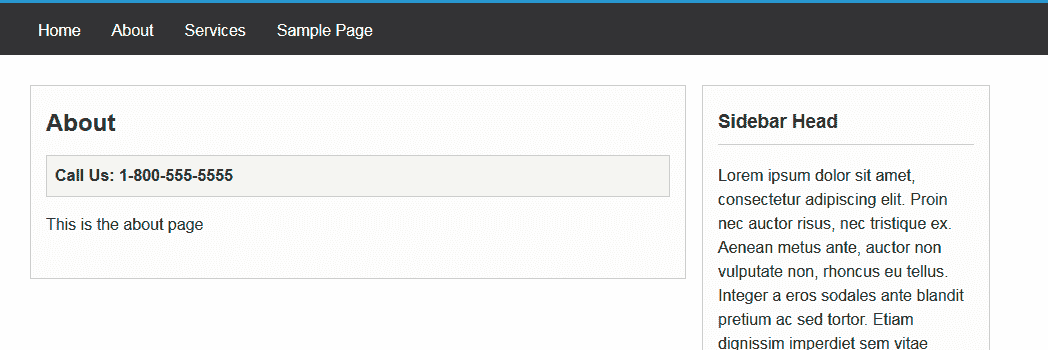 Home About Services Sample Page
About
Call Us: 1-800-555-5555
This is the about page
Sidebar Head
Lorem ipsum dolor sit amet,
consectetur adipiscing elit. Proin
nec auctor risus, nec tristique ex.
Aenean metus ante, auctor non
vulputate non, rhoncus eu tellus.
Integer a eros sodales ante blandit
pretium ac sed tortor. Etiam
dignissim imperdiet sem vitae